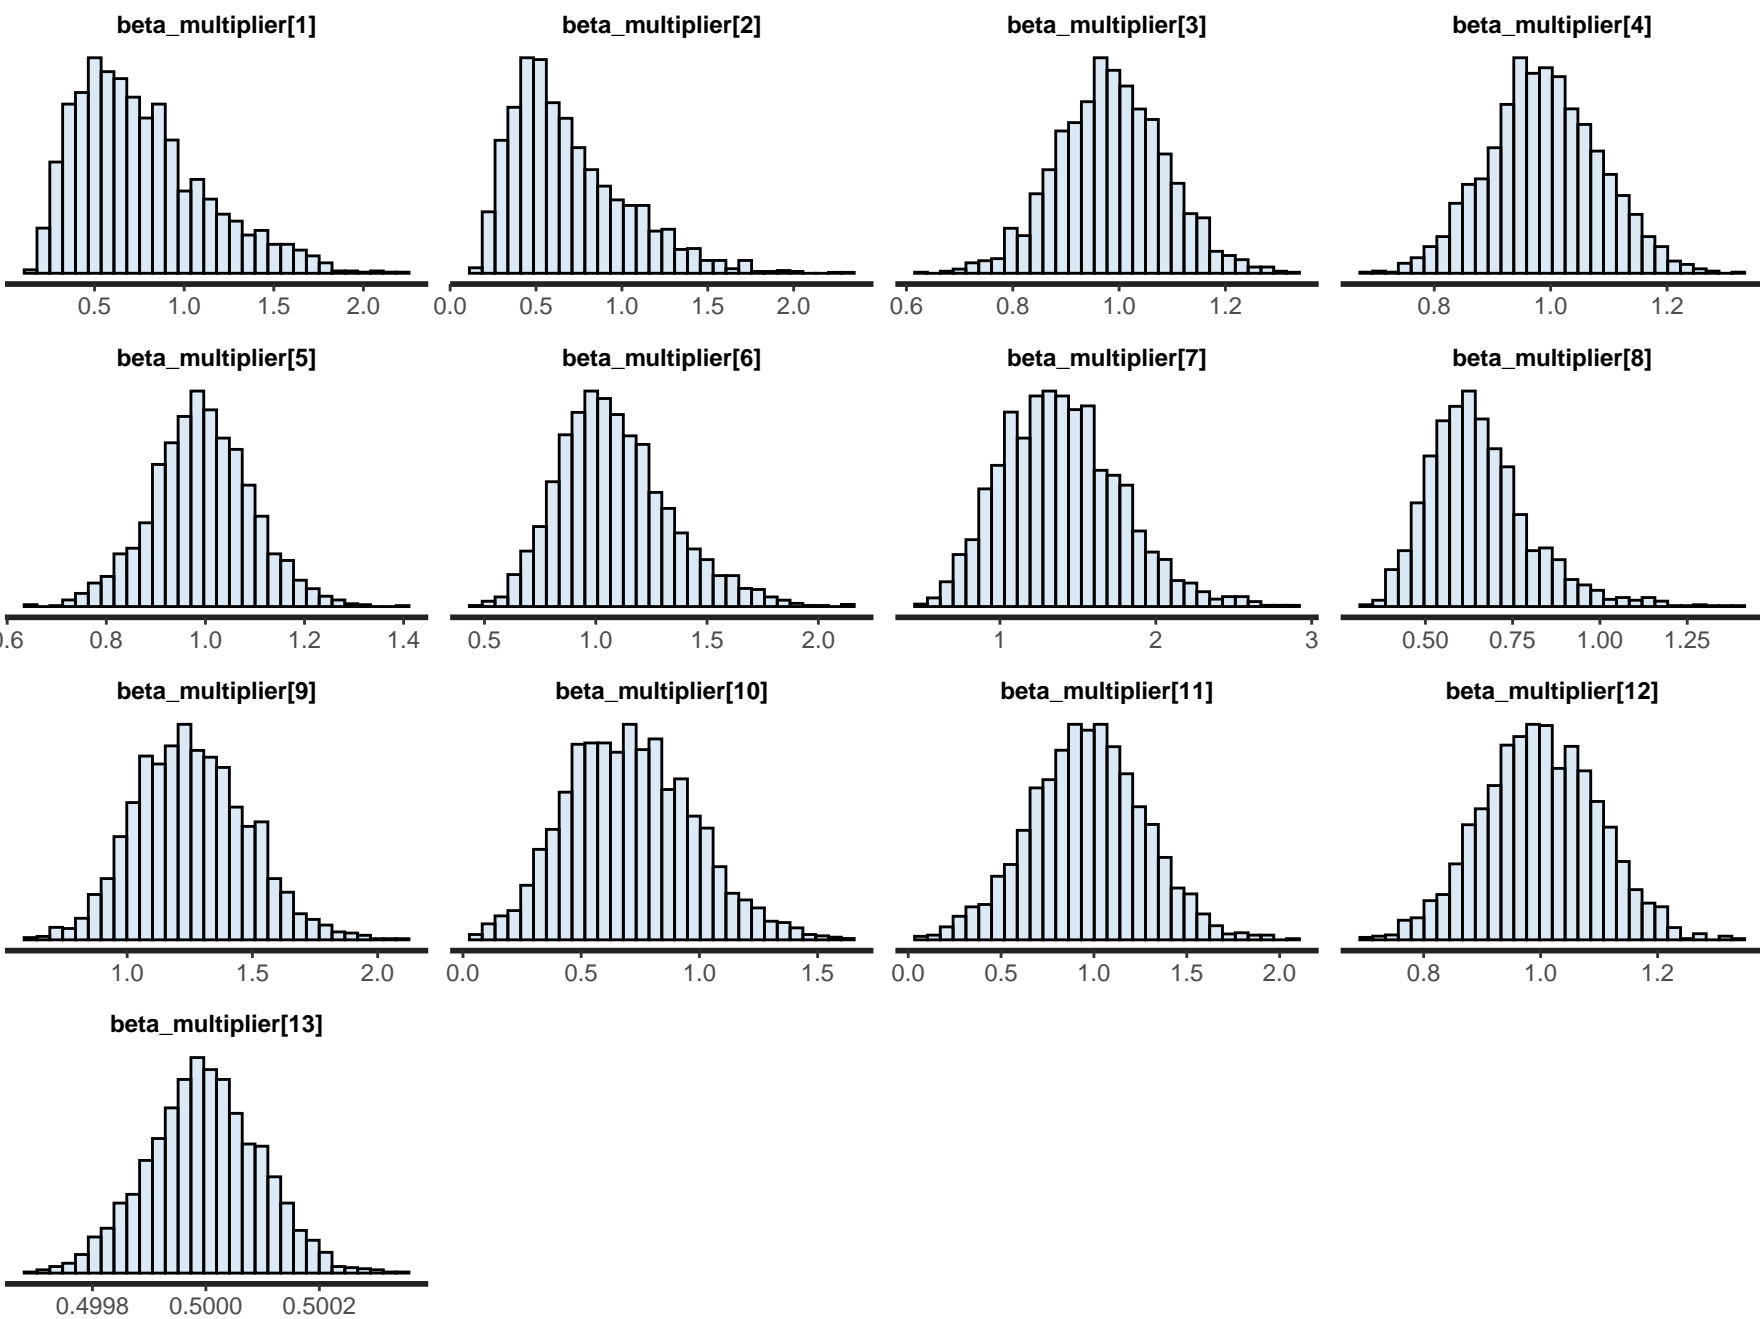 beta_multiplier[1] beta_multiplier[2] beta_multiplier[3] beta_multiplier[4]
0.5 1.0 1.5 2.0 0.0 0.5 1.0 1.5 2.0 0.6 0.8 1.0 1.2 0.8 1.0 1.2
beta_multiplier[5] beta_multiplier[6] beta_multiplier[7] beta_multiplier[8]
0.6 0.8 1.0 1.2 1.4 0.5 1.0 1.5 2.0 1 2 3 0.50 0.75 1.00 1.25
beta_multiplier[9] beta_multiplier[10] beta_multiplier[11] beta_multiplier[12]
1.0 1.5 2.0 0.0 0.5 1.0 1.5 0.0 0.5 1.0 1.5 2.0 0.8 1.0 1.2
beta_multiplier[13]
0.4998 0.5000 0.5002